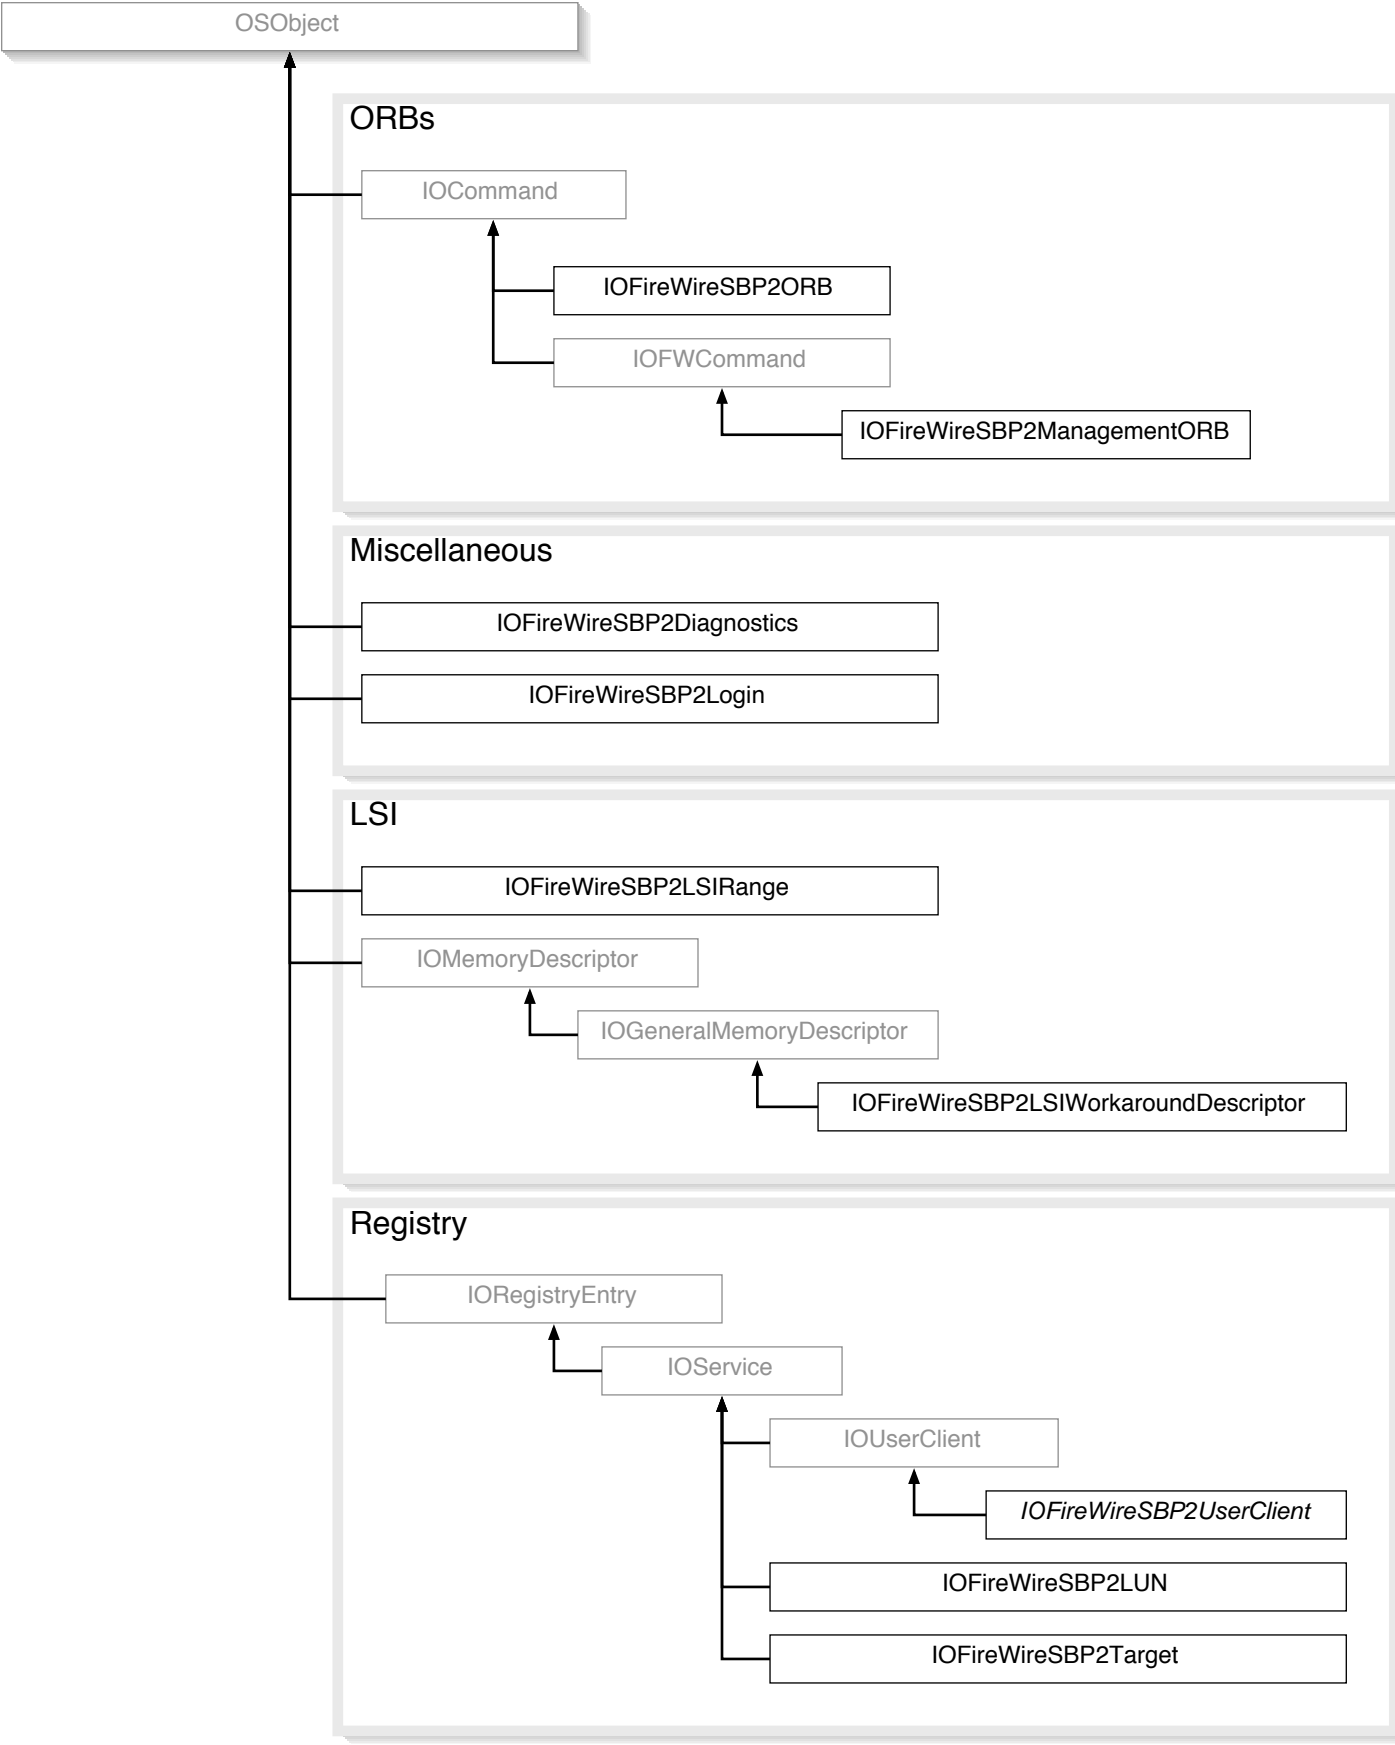 OSObject
ORBs
IOCommand
IOFireWireSBP2ORB
IOFWCommand
IOFireWireSBP2ManagementORB
Miscellaneous
IOFireWireSBP2Diagnostics
IOFireWireSBP2Login
LSI
IOFireWireSBP2LSIRange
IOMemoryDescriptor
IOGeneralMemoryDescriptor
IOFireWireSBP2LSIWorkaroundDescriptor
Registry
IORegistryEntry
IOService
IOUserClient
IOFireWireSBP2UserClient
IOFireWireSBP2LUN
IOFireWireSBP2Target